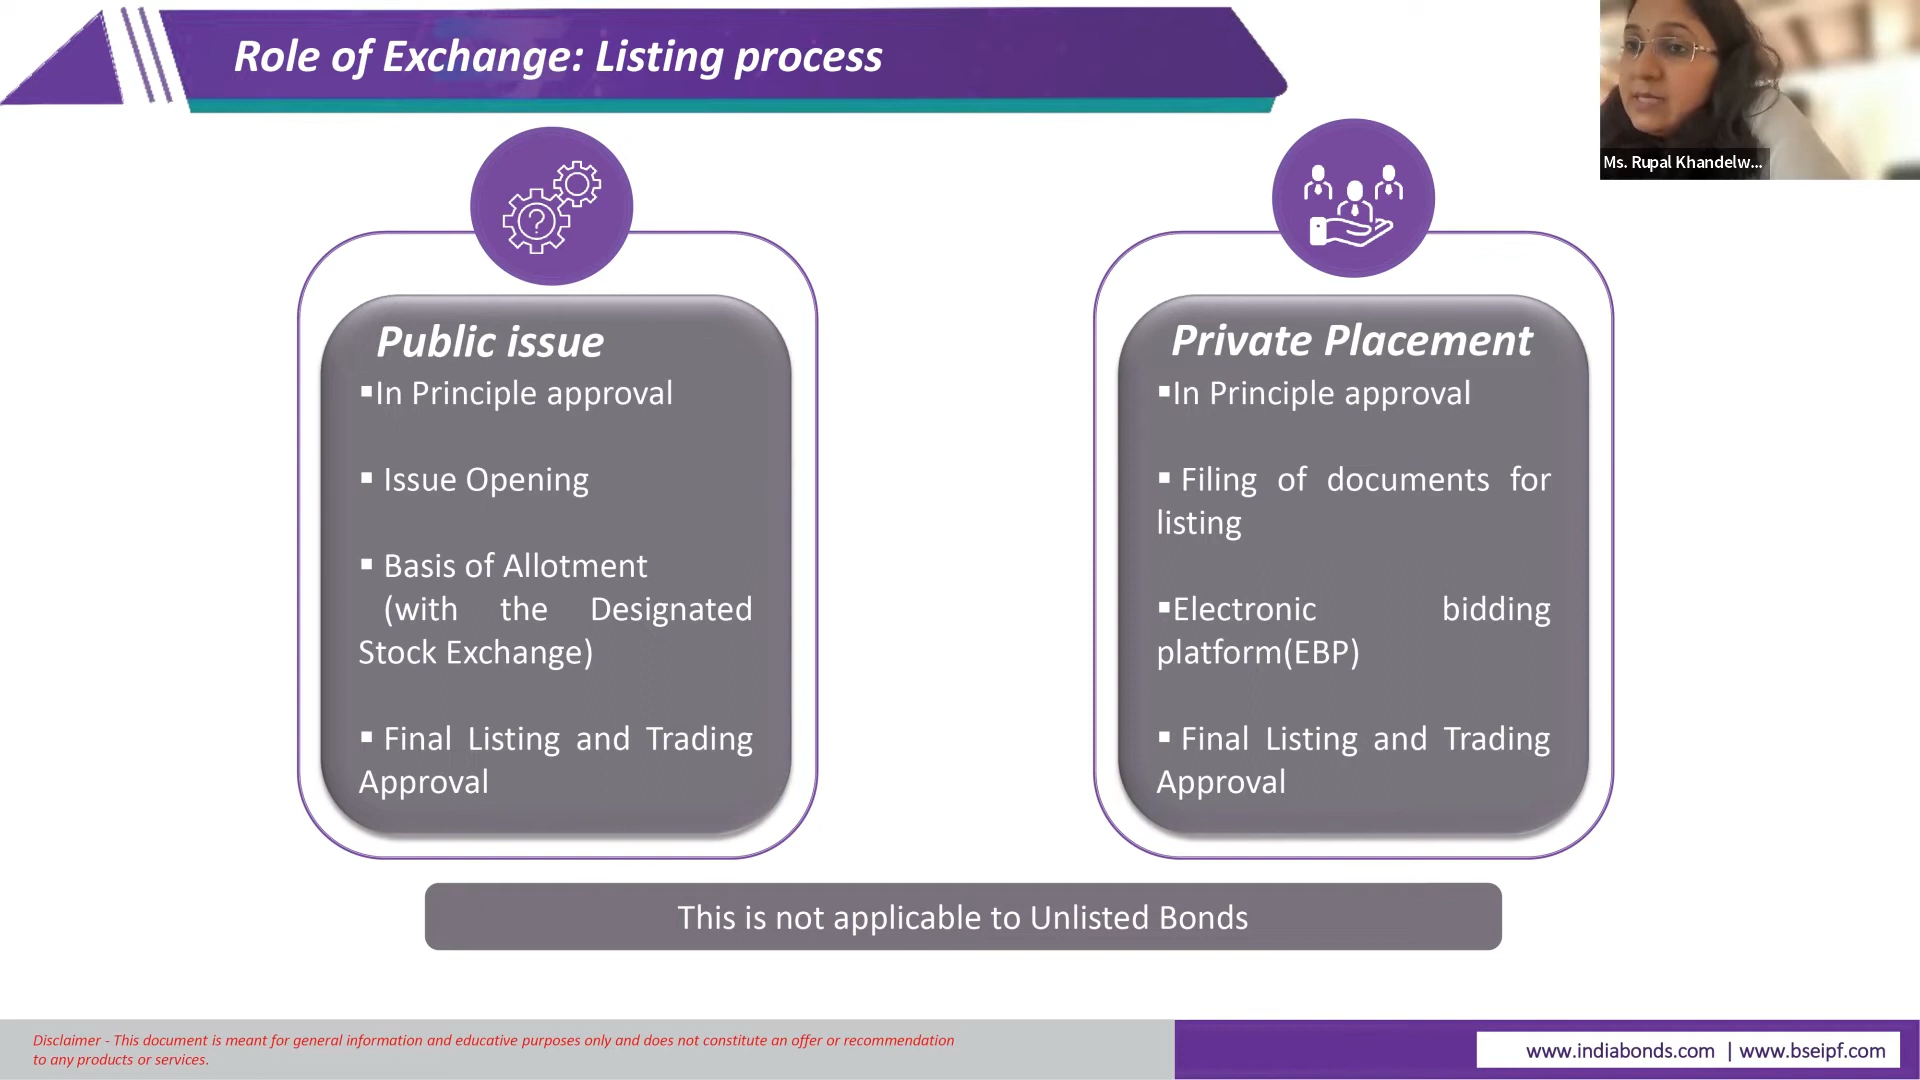 Role of Exchange: Listing process
Ms. Rupal Khandelw...
?
Public issue
▪In Principle approval
▪ Issue Opening
▪ Basis of Allotment
(with the Designated
Stock Exchange)
▪ Final Listing and Trading
Approval
Private Placement
▪In Principle approval
▪ Filing of documents for
listing
▪Electronic bidding
platform(EBP)
▪ Final Listing and Trading
Approval
This is not applicable to Unlisted Bonds
Disclaimer - This document is meant for general information and educative purposes only and does not constitute an offer or recommendation
to any products or services.
www.indiabonds.com | www.bseipf.com